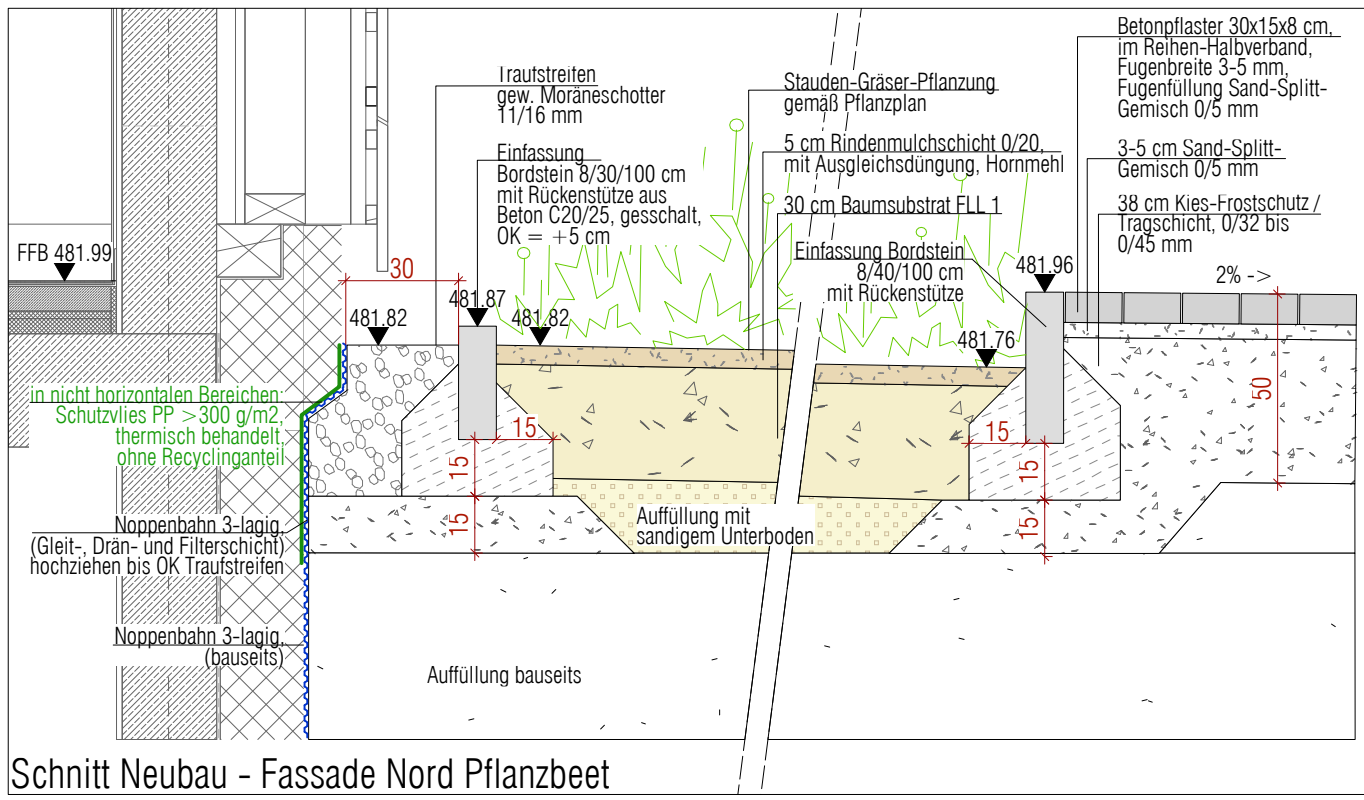 Traufstreifen
gew. Moräneschotter
11/16 mm
Einfassung
Bordstein 8/30/100 cm
mit Rückenstütze aus
Beton C20/25, gesschalt,
OK = +5 cm
Stauden-Gräser-Pflanzung
gemäß Pflanzplan
5 cm Rindenmulchschicht 0/20,
mit Ausgleichsdüngung, Hornmehl
30 cm Baumsubstrat FLL 1
Einfassung Bordstein
8/40/100 cm
mit Rückenstütze
Betonpflaster 30x15x8 cm,
im Reihen-Halbverband,
Fugenbreite 3-5 mm,
Fugenfüllung Sand-Splitt-
Gemisch 0/5 mm
3-5 cm Sand-Splitt-
Gemisch 0/5 mm
38 cm Kies-Frostschutz /
Tragschicht, 0/32 bis
0/45 mm
FFB 481.99
30
481.87
481.82
481.82
481.96
481.76
2% ->
50
in nicht horizontalen Bereichen:
Schutzvlies PP >300 g/m2,
thermisch behandelt,
ohne Recyclinganteil
15
15
15
15
15
15
Auffüllung mit
sandigem Unterboden
Noppenbahn 3-lagig,
(Gleit-, Drän- und Filterschicht)
hochziehen bis OK Traufstreifen
Noppenbahn 3-lagig,
(bauseits)
Auffüllung bauseits
Schnitt Neubau - Fassade Nord Pflanzbeet